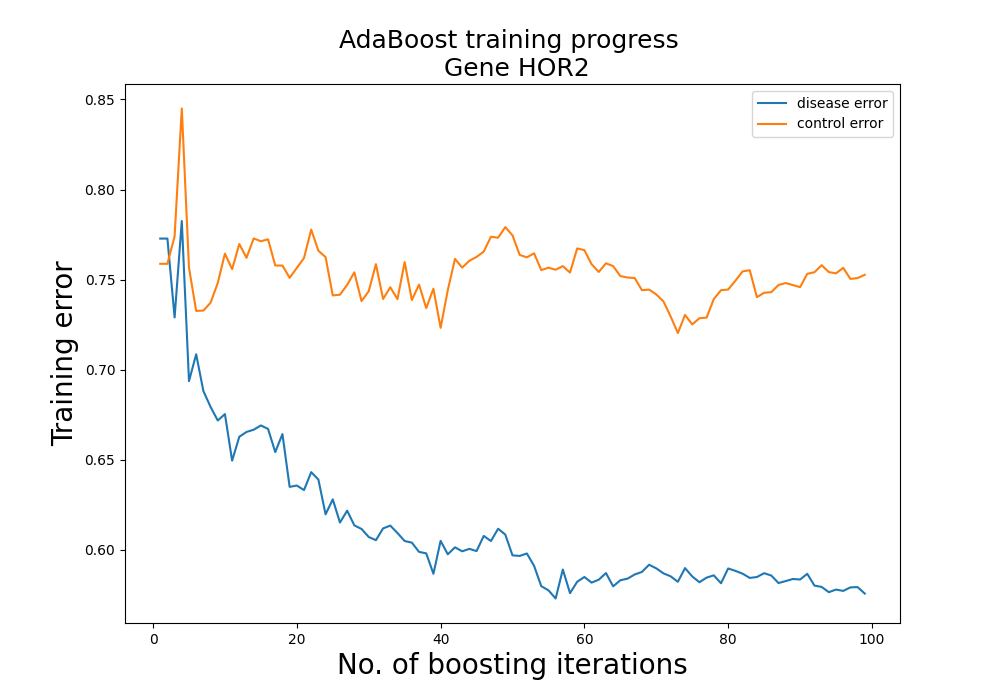 AdaBoost training progress
Gene HOR2
disease error
control error
Training error
0.85
0.80
0.75
0.70
0.65
0.60
0
20
40
60
80
100
No. of boosting iterations